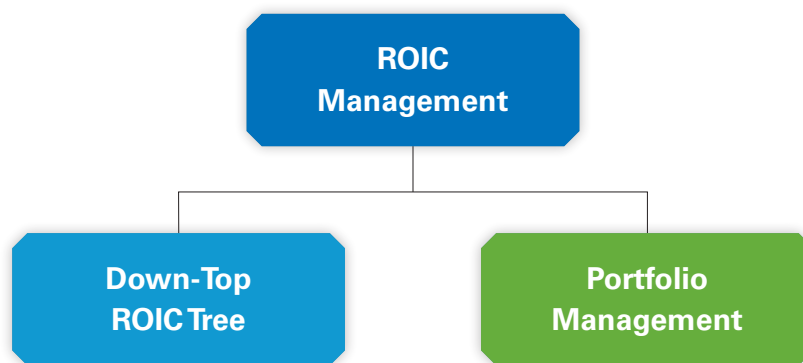 ROIC
Management
Down-Top
ROIC Tree
Portfolio
Management